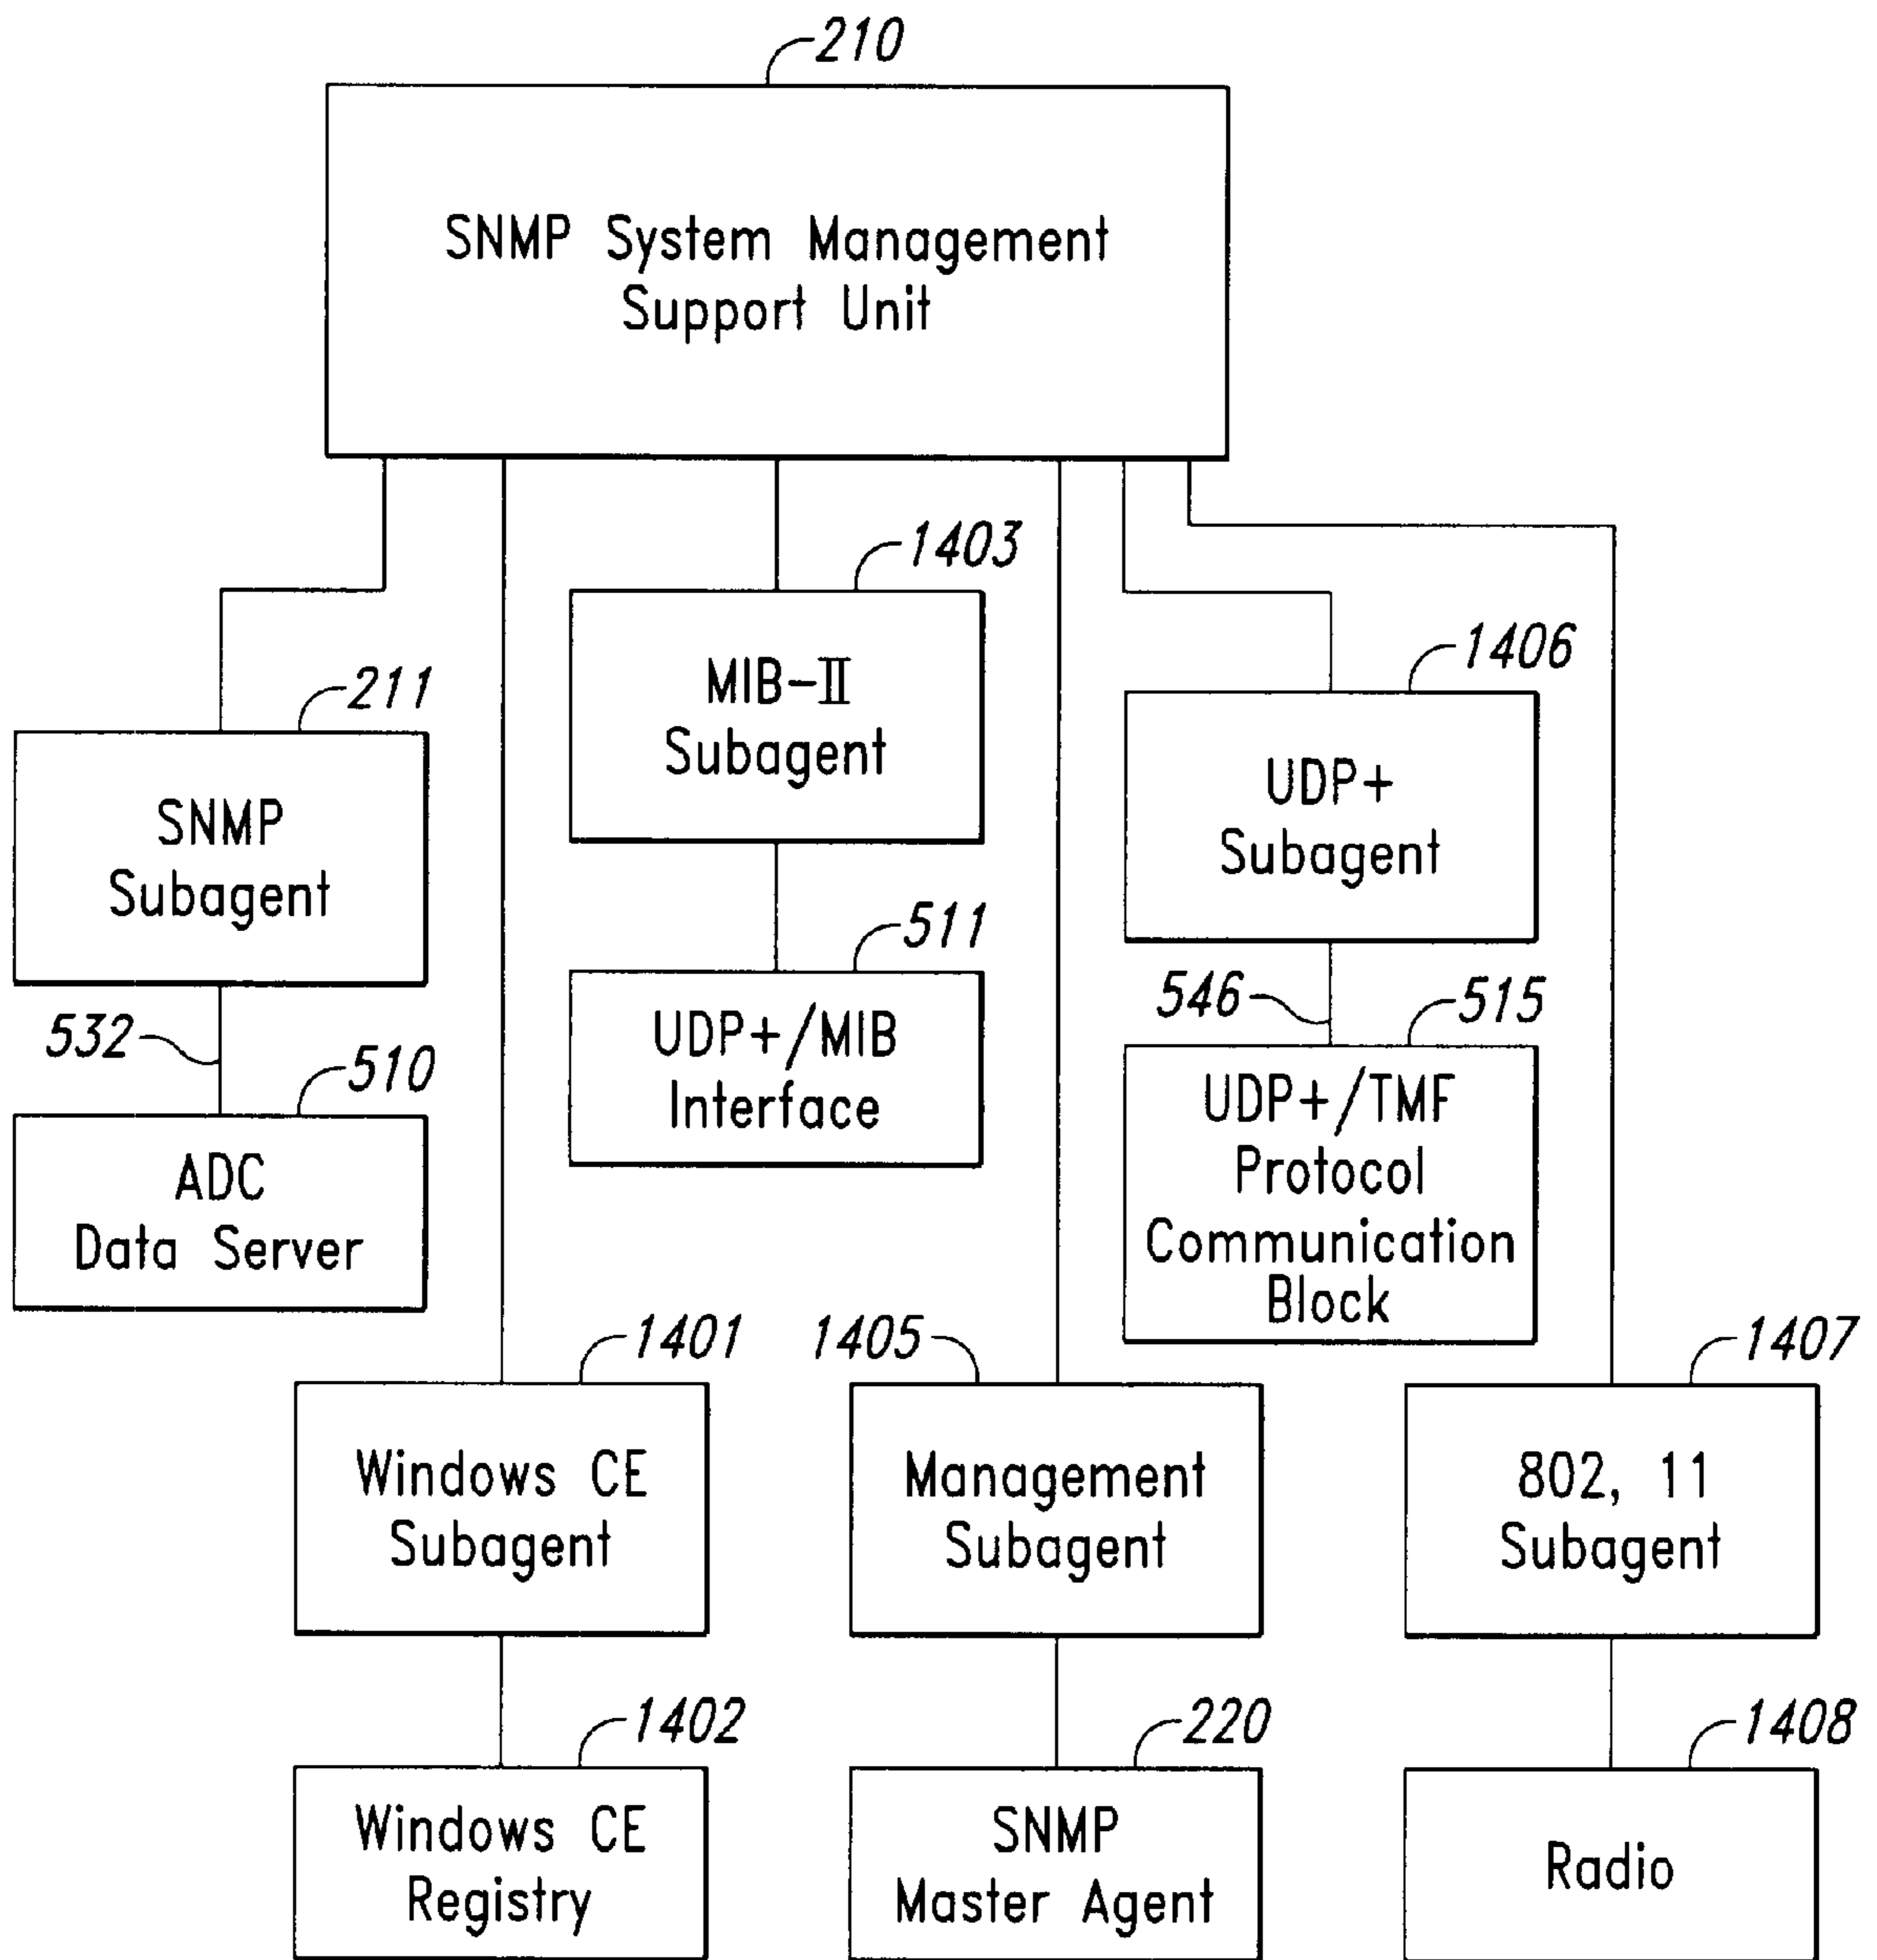 210
SNMP System Management
Support Unit
1403
MIB-II
Subagent
1406
UDP+
Subagent
211
SNMP
Subagent
511
UDP+/MIB
Interface
546
515
UDP+/TMF
Protocol
Communication
Block
532
510
ADC
Data Server
1401
Windows CE
Subagent
1405
Management
Subagent
1407
802, 11
Subagent
1402
Windows CE
Registry
220
SNMP
Master Agent
1408
Radio